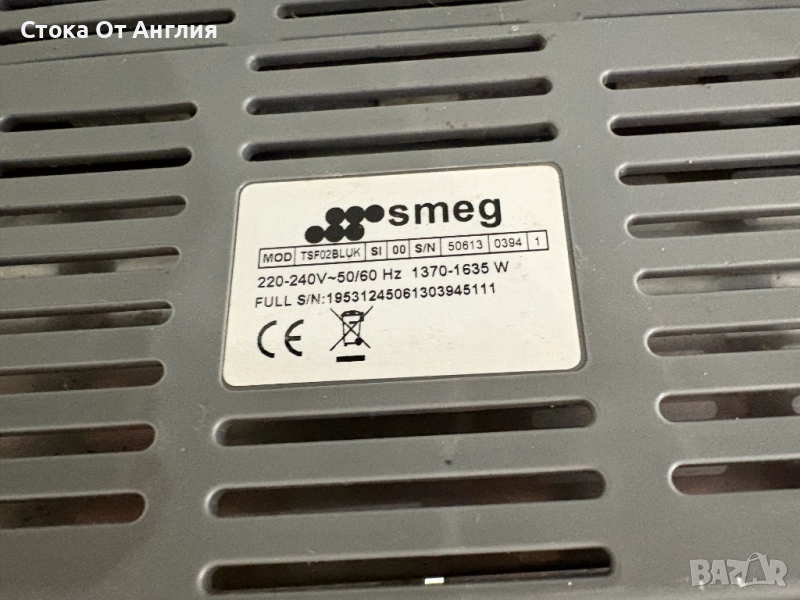 Стока От Англия
smeg
MOD TSF02BLUK SI 00 S/N 50613 0394 1
220-240V~50/60 Hz 1370-1635 W
FULL S/N:19531245061303945111
CE
BAZAR